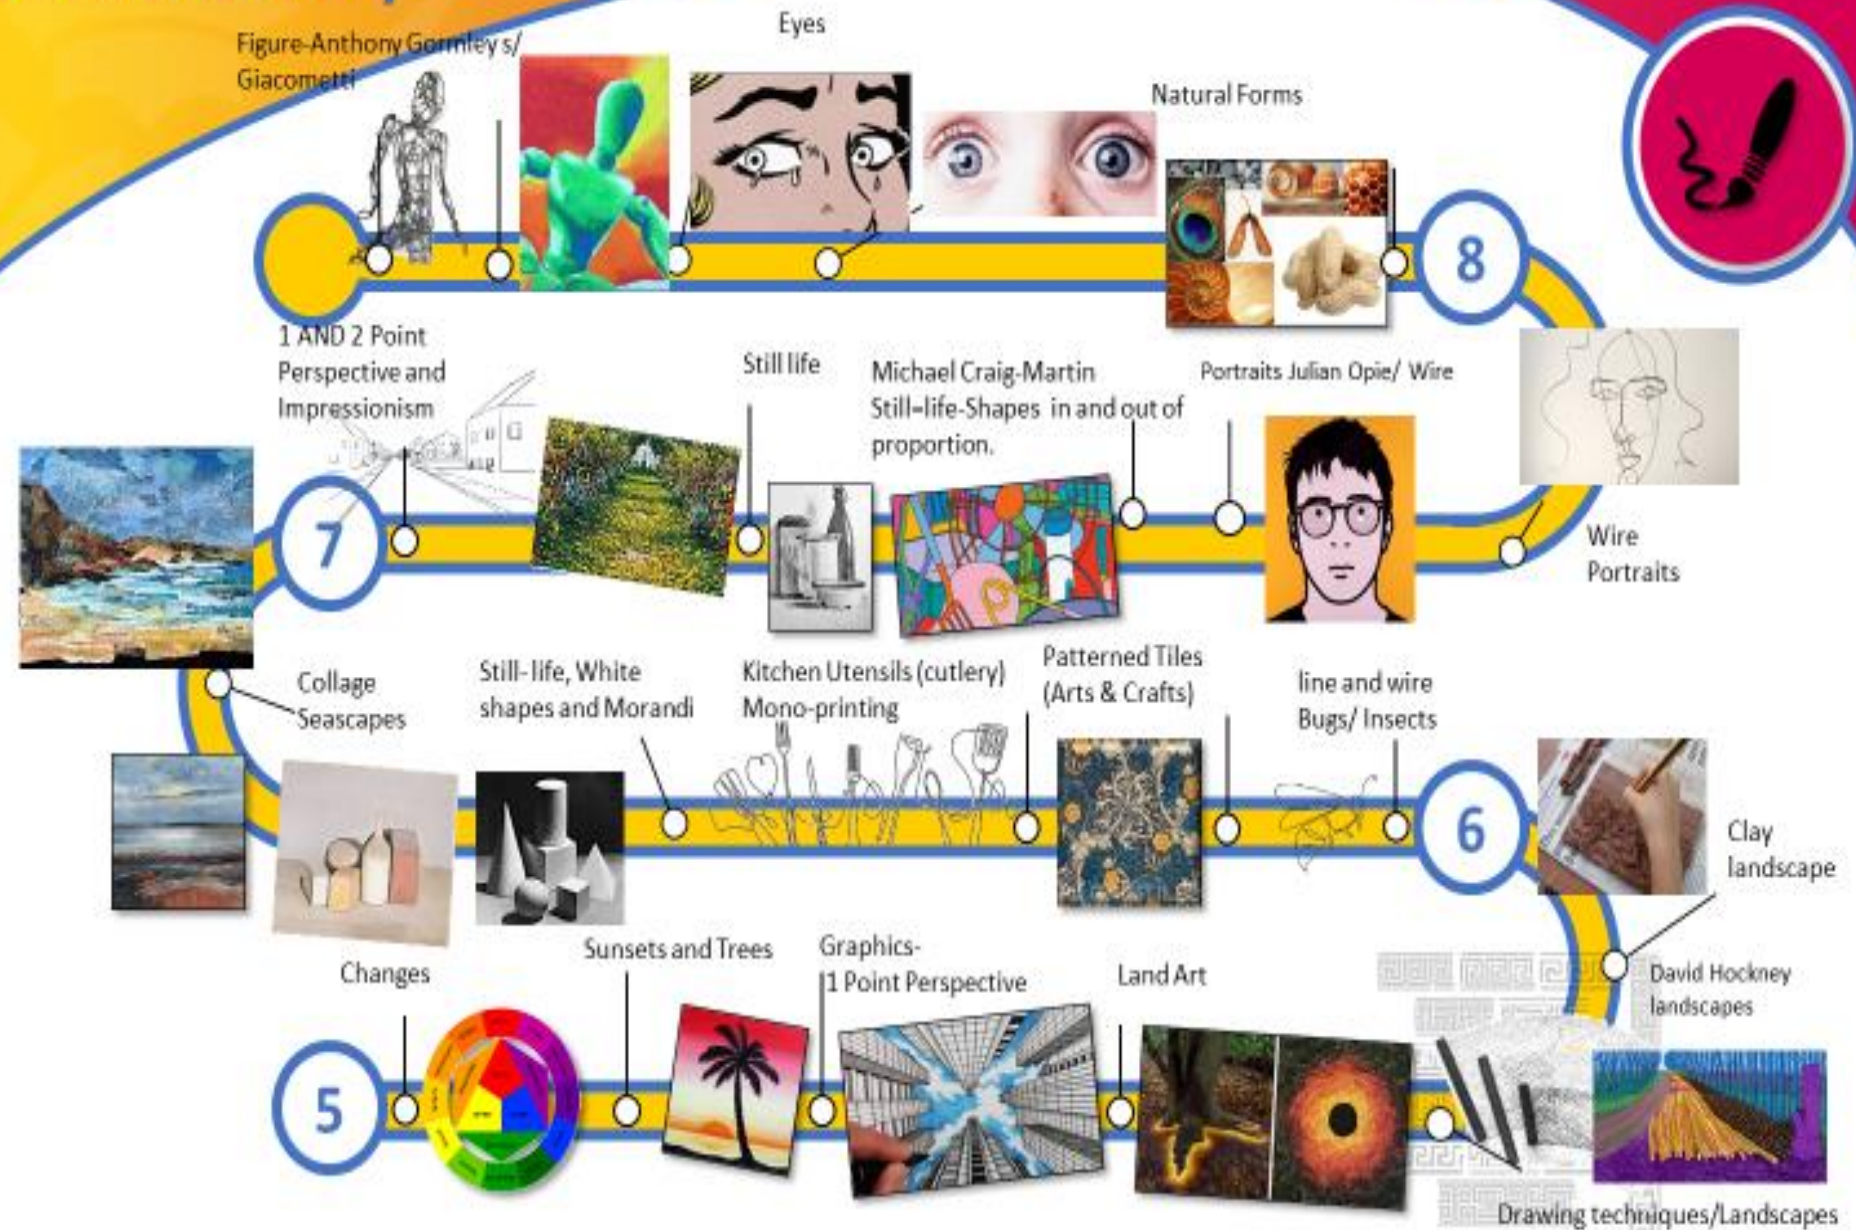 Figure-Anthony Gormley s/
Giacometti
Eyes
Natural Forms
8
1 AND 2 Point
Perspective and
Impressionism
Still life
Michael Craig-Martin
Still=life-Shapes in and out of
proportion.
Portraits Julian Opie/ Wire
7
Wire
Portraits
Collage
Seascapes
Still-life, White
shapes and Morandi
Kitchen Utensils (cutlery)
Mono-printing
Patterned Tiles
(Arts & Crafts)
line and wire
Bugs/ Insects
6
Clay
landscape
Changes
Sunsets and Trees
Graphics-
1 Point Perspective
Land Art
David Hockney
landscapes
5
Drawing techniques/Landscapes